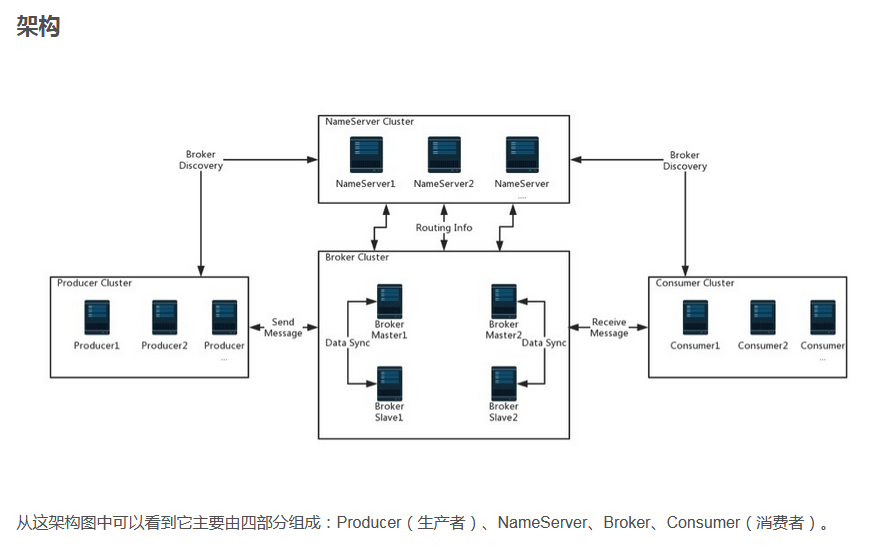 架构
NameServer Cluster
NameServer1
NameServer2
NameServer
....
Broker
Discovery
Broker
Discovery
Routing Info
Producer Cluster
Producer1
Producer2
Producer
...
Send
Message
Broker Cluster
Broker
Master1
Broker
Master2
Data Sync
Data Sync
Broker
Slave1
Broker
Slave2
Receive
Message
Consumer Cluster
Consumer1
Consumer2
Consumer
...
从这架构图中可以看到它主要由四部分组成：Producer（生产者）、NameServer、Broker、Consumer（消费者）。